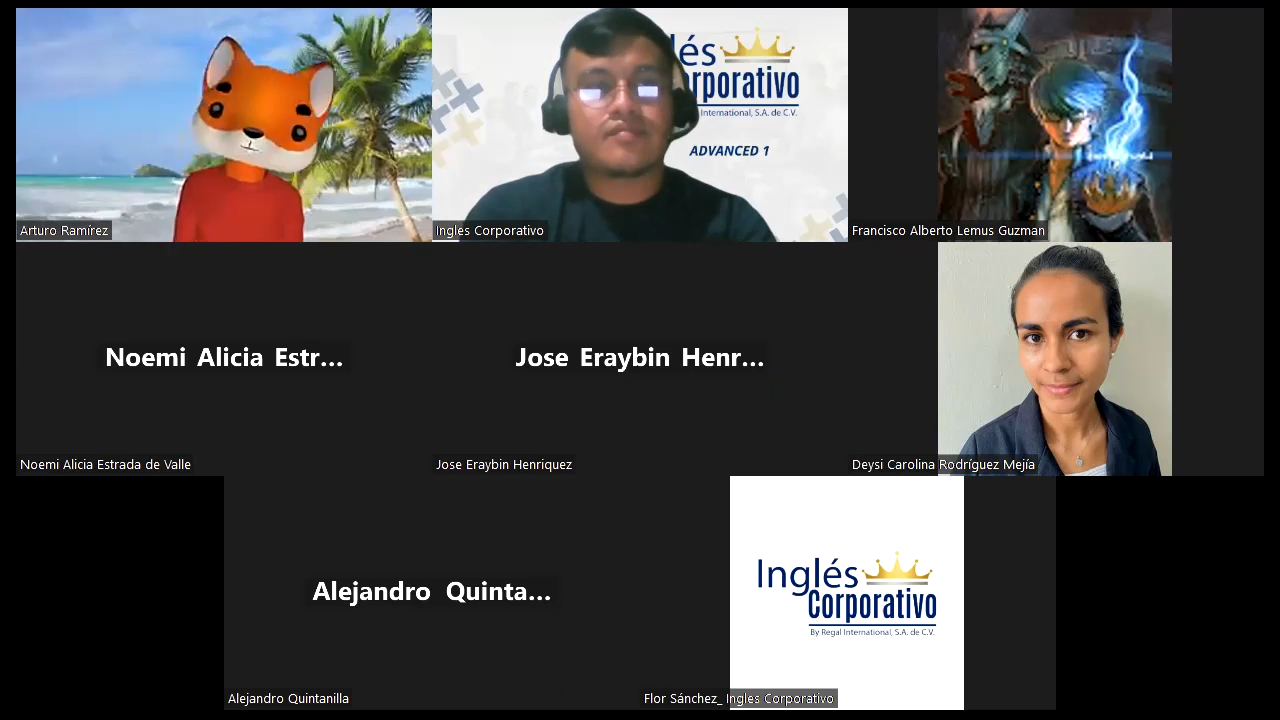 lés
rporativo
International, S.A. de C.V.
ADVANCED 1
Arturo Ramírez
Ingles Corporativo
Francisco Alberto Lemus Guzman
Noemi Alicia Estr...
Jose Eraybin Henr...
Noemi Alicia Estrada de Valle
Jose Eraybin Henriquez
Deysi Carolina Rodríguez Mejía
Alejandro Quinta...
Inglés
Corporativo
By Regal International, S.A. de C.V.
Alejandro Quintanilla
Flor Sánchez_ Ingles Corporativo